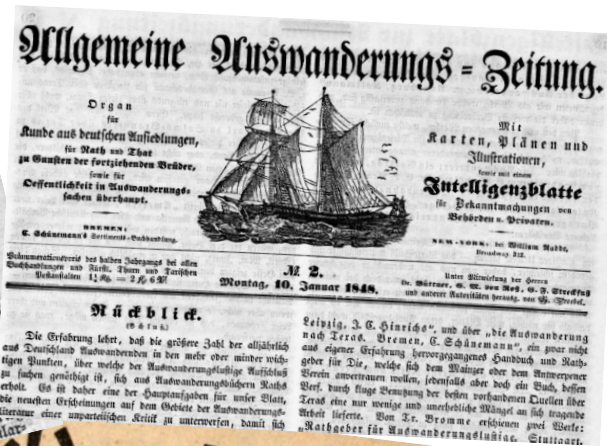 Allgemeine Auswanderungs-Zeitung.
Organ
für
Kunde aus deutschen Ansiedlungen,
für Rath und That
zu Gunsten der fortziehenden Brüder,
sowie für
Oeffentlichkeit in Auswanderungs-
sachen überhaupt.
BREMEN:
C. Schünemann's Sortiments-Buchhandlung.
Mit
Karten, Plänen und
Illustrationen,
sowie mit einem
Intelligenzblatte
für Bekanntmachungen von
Behörden u. Privaten.
NEW-YORK: bei William Radde,
Broadway 322.
Pränumerationspreis des halben Jahrgangs bei allen
Buchhandlungen und Fürstl. Thurn und Taxischen
Postanstalten
№ 2.
Montag, 10. Januar 1848.
Unter Mitwirkung der Herren
Dr. Büttner, G. M. von Roß, G. F. Streckfuß
und anderer Autoritäten herausg. von G. Froebel.
Rückblick.
(Schluß)
Die Erfahrung lehrt, daß die größere Zahl der alljährlich
aus Deutschland Auswandernden in den mehr oder minder wich-
tigen Punkten, über welche der Auswanderungslustige Aufschluß
zu suchen genöthigt ist, sich aus Auswanderungsbüchern Raths
erholt. Es ist daher eine der Hauptaufgaben für unser Blatt,
die neuesten Erscheinungen auf dem Gebiete der Auswanderungs-
literatur einer unparteiischen Kritik zu unterwerfen, damit sich
Leipzig, J. C. Hinrichs", und über „die Auswanderung
nach Texas. Bremen, C. Schünemann", ein zwar nicht
aus eigener Erfahrung hervorgegangenes Handbuch und Rath-
geber für Die, welche sich dem Mainzer oder dem Antwerpener
Verein anvertrauen wollen, jedenfalls aber doch ein Buch, dessen
Verf. durch fluge Benutzung der besten vorhandenen Quellen über
Texas eine nur wenige und unerhebliche Mängel an sich tragende
Arbeit lieferte. Von Tr. Bromme erschienen zwei Werke:
„Rathgeber für Auswanderungslustige. Stuttgart,